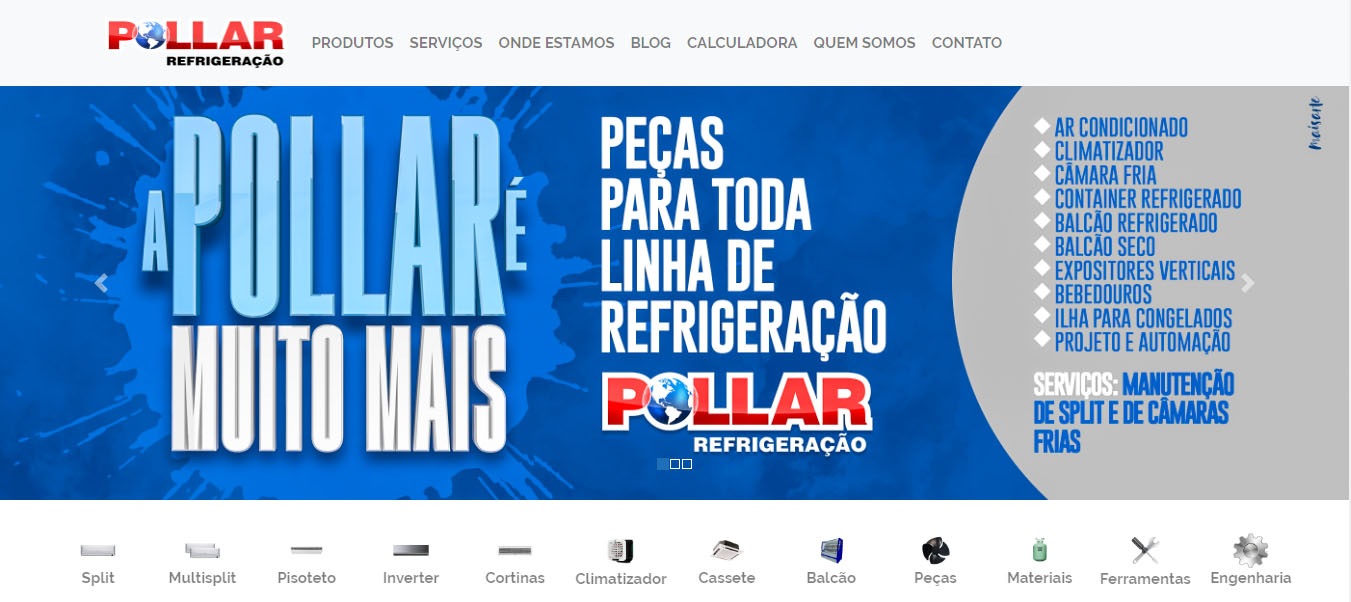 POLLAR
REFRIGERAÇÃO
PRODUTOS SERVIÇOS ONDE ESTAMOS BLOG CALCULADORA QUEM SOMOS CONTATO
A POLLAR É
MUITO MAIS
PEÇAS
PARA TODA
LINHA DE
REFRIGERAÇÃO
POLLAR
REFRIGERAÇÃO
AR CONDICIONADO
CLIMATIZADOR
CÂMARA FRIA
CONTAINER REFRIGERADO
BALCÃO REFRIGERADO
BALCÃO SECO
EXPOSITORES VERTICAIS
BEBEDOUROS
ILHA PARA CONGELADOS
PROJETO E AUTOMAÇÃO
SERVIÇOS: MANUTENÇÃO
DE SPLIT E DE CÂMARAS
FRIAS
maisarte
Split Multisplit Pisoteto Inverter Cortinas Climatizador Cassete Balcão Peças Materiais Ferramentas Engenharia